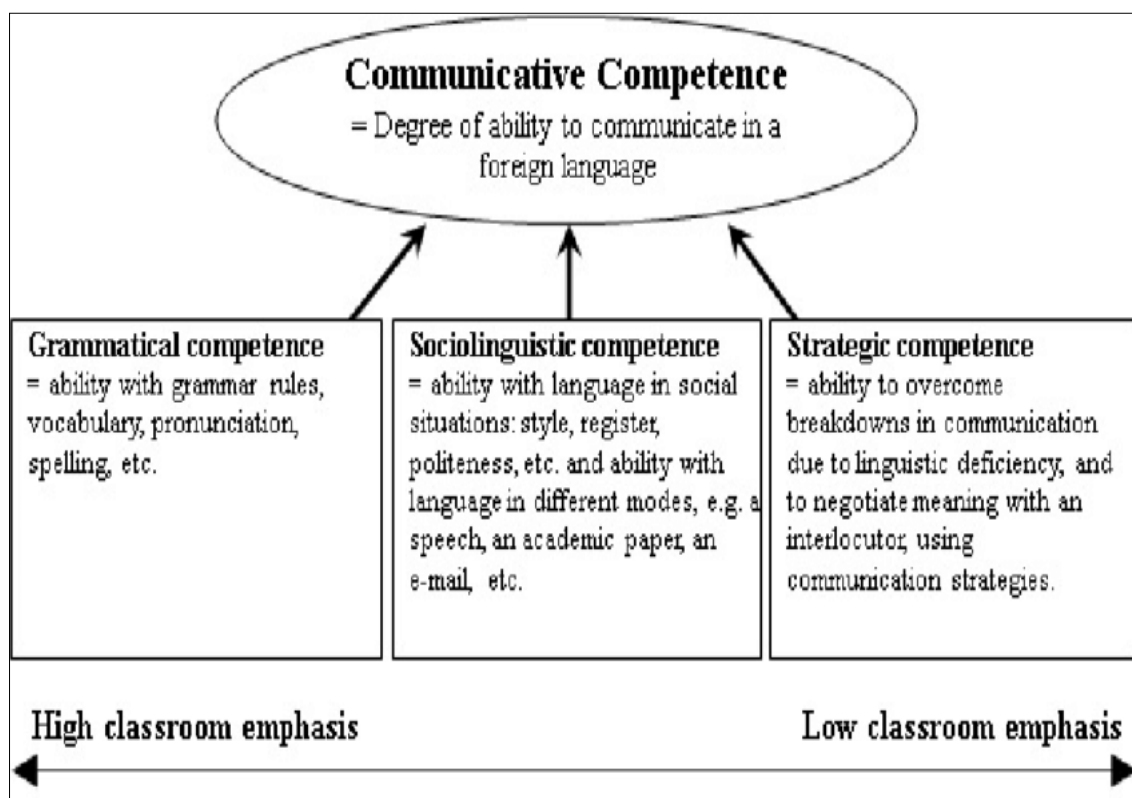 Communicative Competence
= Degree of ability to communicate in a
foreign language
Grammatical competence
= ability with grammar rules,
vocabulary, pronunciation,
spelling, etc.
Sociolinguistic competence
= ability with language in social
situations: style, register,
politeness, etc. and ability with
language in different modes, e.g. a
speech, an academic paper, an
e-mail, etc.
Strategic competence
= ability to overcome
breakdowns in communication
due to linguistic deficiency, and
to negotiate meaning with an
interlocutor, using
communication strategies.
High classroom emphasis
Low classroom emphasis